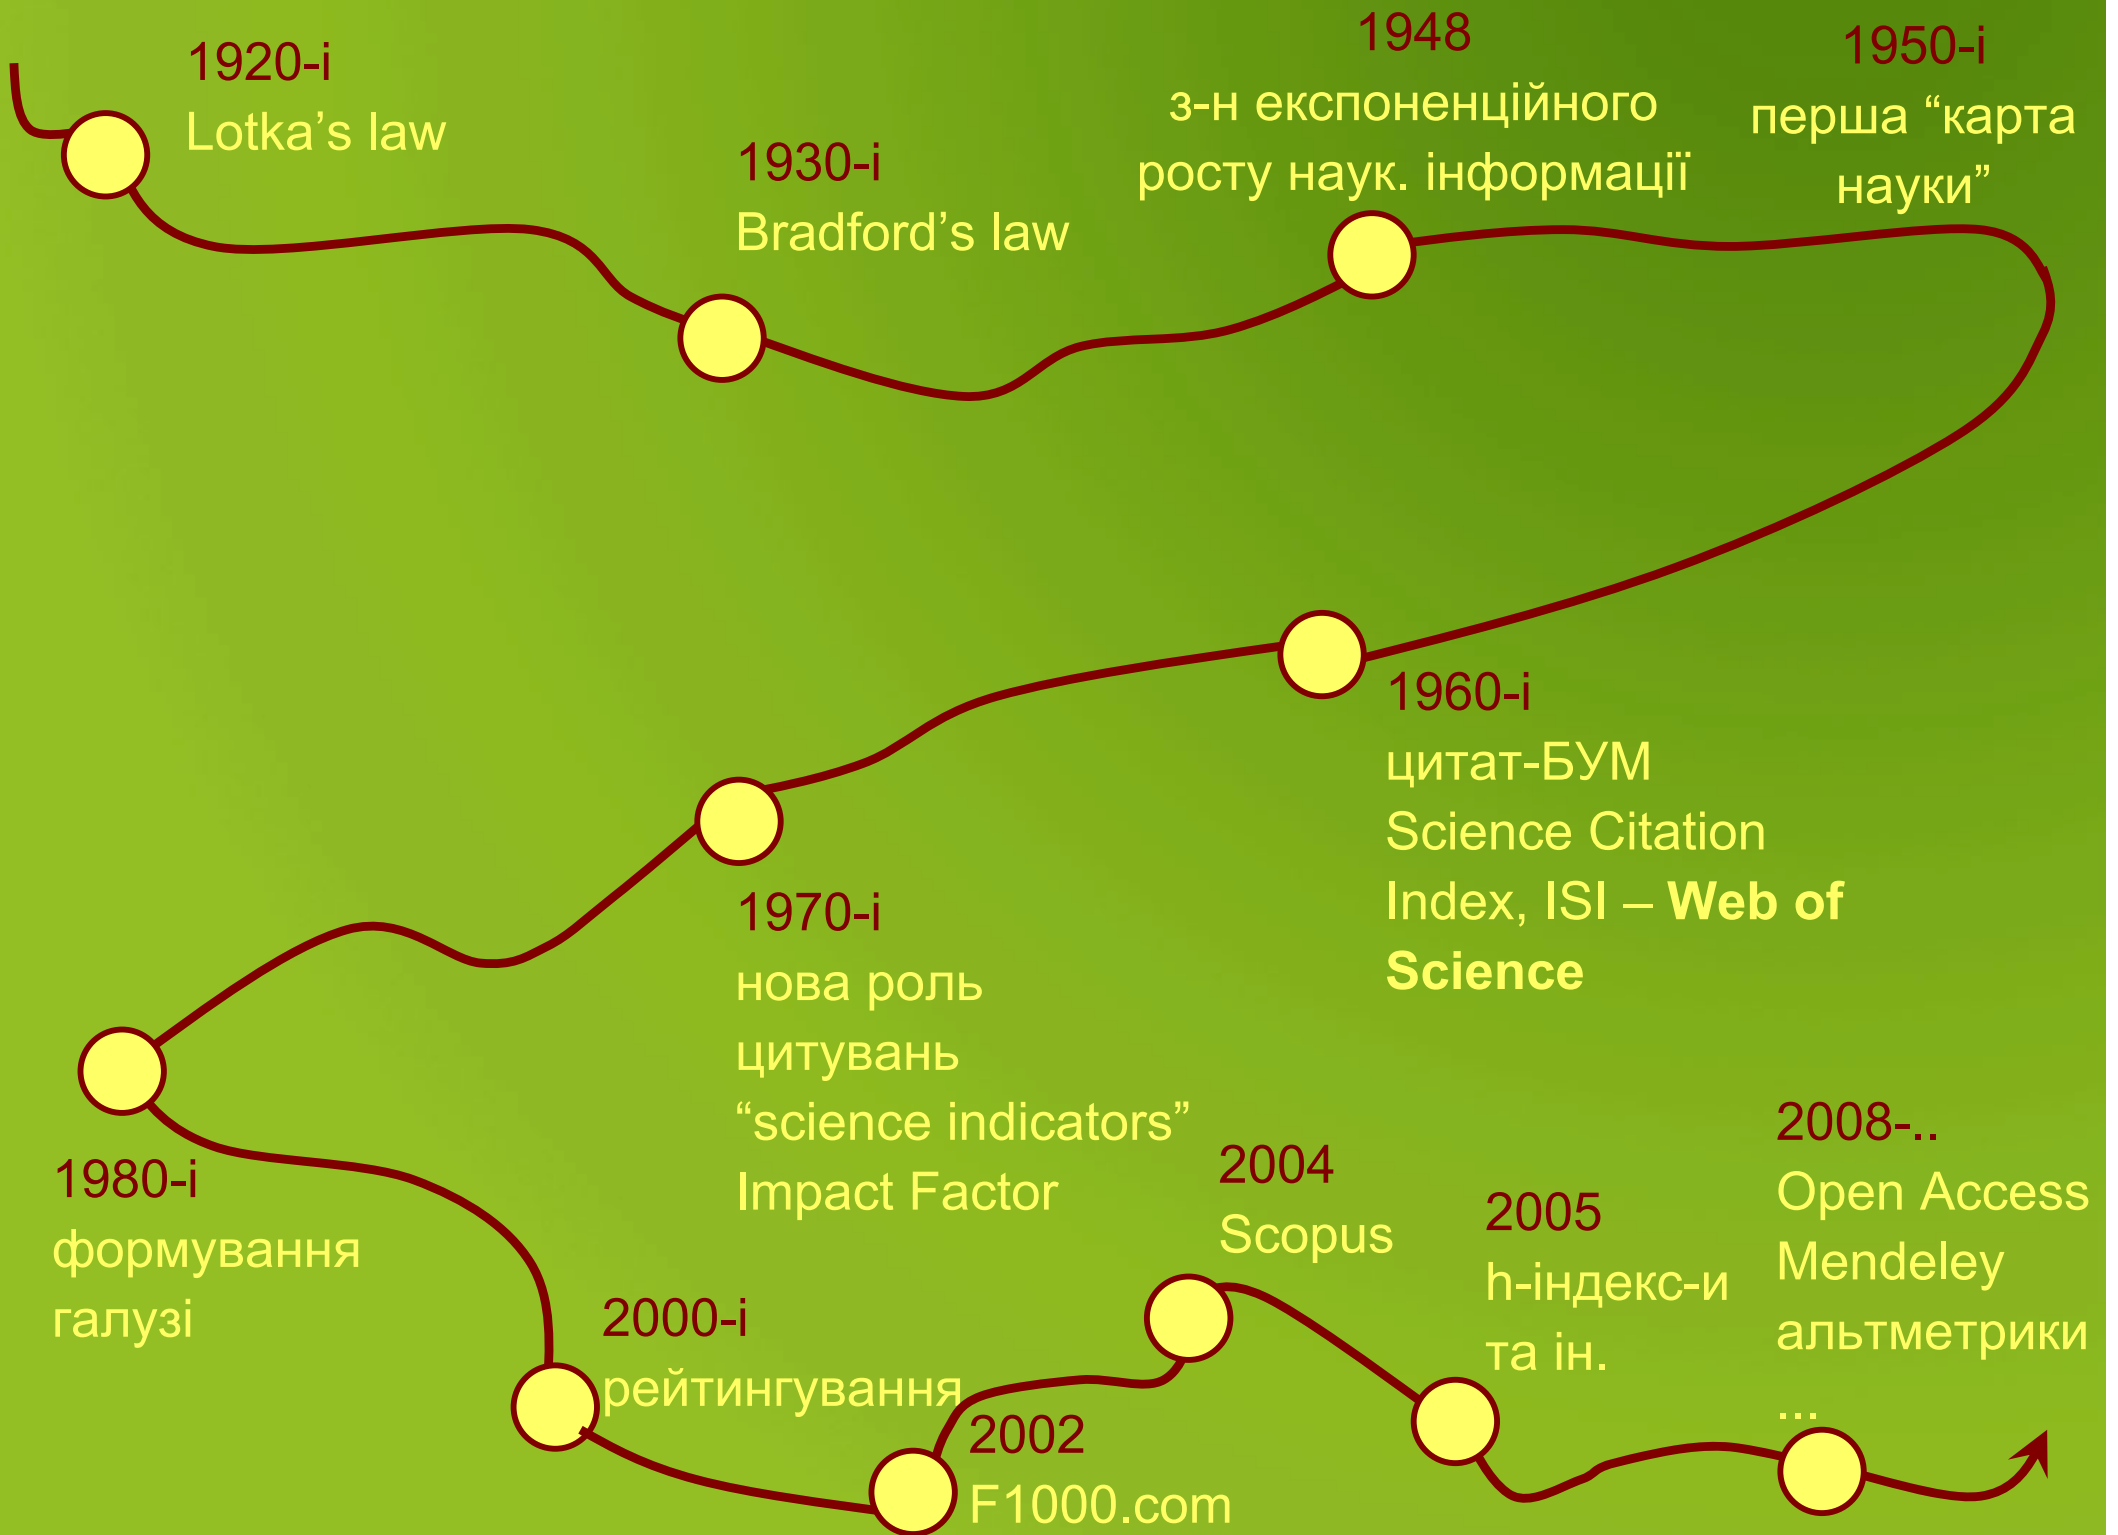 1920-і
Lotka’s law
1930-і
Bradford’s law
1948
з-н експоненційного
росту наук. інформації
1950-і
перша “карта
науки”
1960-і
цитат-БУМ
Science Citation
Index, ISI – Web of
Science
1970-і
нова роль
цитувань
“science indicators”
Impact Factor
1980-і
формування
галузі
2000-і
рейтингування
2002
F1000.com
2004
Scopus
2005
h-індекс-и
та ін.
2008-..
Open Access
Mendeley
альтметрики
...